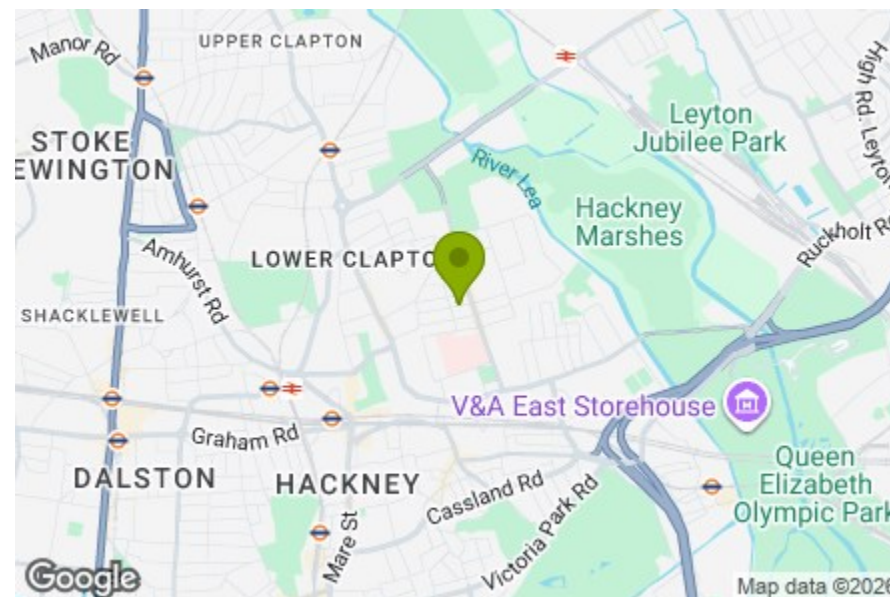 UPPER CLAPTON
Manor Rd
STOKE
EWINGTON
Leyton
Jubilee Park
High Rd. Leyton
River Lea
Hackney
Marshes
Ruckholt Rd
LOWER CLAPTO
Amhurst Rd
SHACKLEWELL
V&A East Storehouse
Graham Rd
DALSTON
HACKNEY
Cassland Rd
Queen
Elizabeth
Olympic Park
Mare St
Victoria Park Rd
Google
Map data ©2026